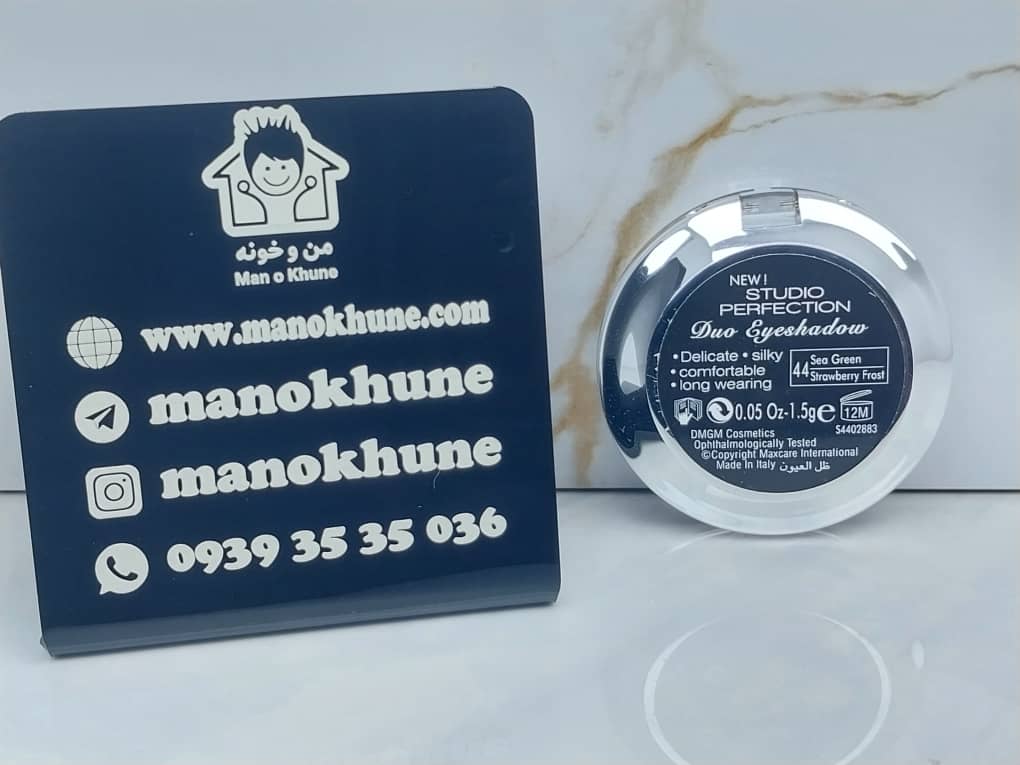 من و خونه
Man o Khune
www.manokhune.com
manokhune
manokhune
0939 35 35 036
NEW!
STUDIO
PERFECTION
Duo Eyeshadow
• Delicate • silky
• comfortable
• long wearing
44 Sea Green
Strawberry Frost
0.05 Oz-1.5g e 12M
S4402883
DMGM Cosmetics
Ophthalmologically Tested
©Copyright Maxcare International
Made In Italy ظل العيون